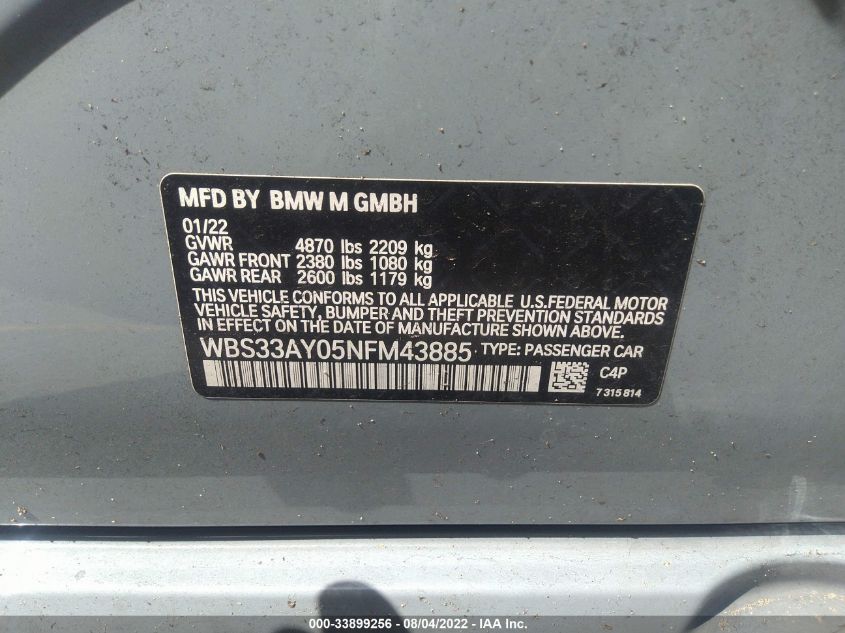 MFD BY BMW M GMBH
01/22
GVWR 4870 lbs 2209 kg
GAWR FRONT 2380 lbs 1080 kg
GAWR REAR 2600 lbs 1179 kg
THIS VEHICLE CONFORMS TO ALL APPLICABLE U.S.FEDERAL MOTOR
VEHICLE SAFETY, BUMPER AND THEFT PREVENTION STANDARDS
IN EFFECT ON THE DATE OF MANUFACTURE SHOWN ABOVE.
WBS33AY05NFM43885 TYPE: PASSENGER CAR
C4P
7315814
000-33899256 - 08/04/2022 - IAA Inc.